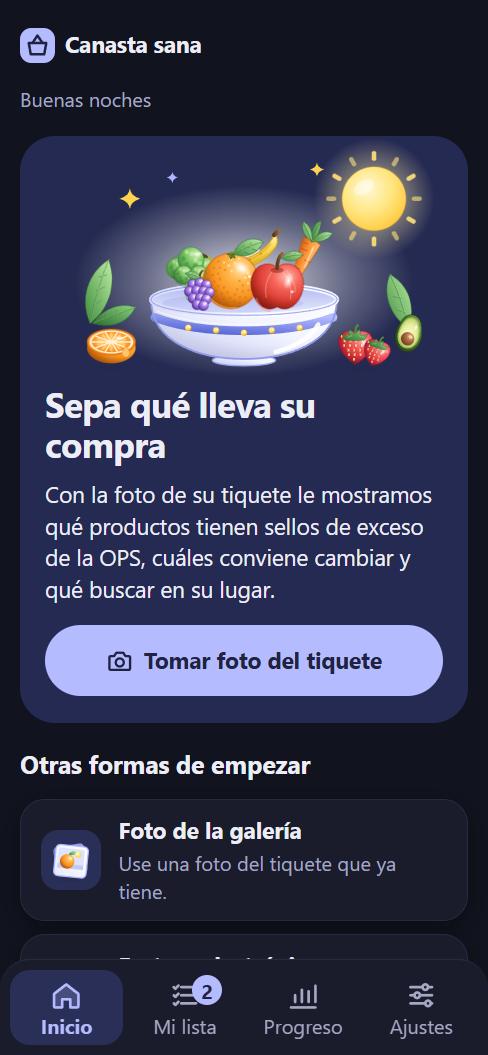 Canasta sana
Buenas noches
Sepa qué lleva su
compra
Con la foto de su tiquete le mostramos
qué productos tienen sellos de exceso
de la OPS, cuáles conviene cambiar y
qué buscar en su lugar.
Tomar foto del tiquete
Otras formas de empezar
Foto de la galería
Use una foto del tiquete que ya
tiene.
2
Inicio
Mi lista
Progreso
Ajustes